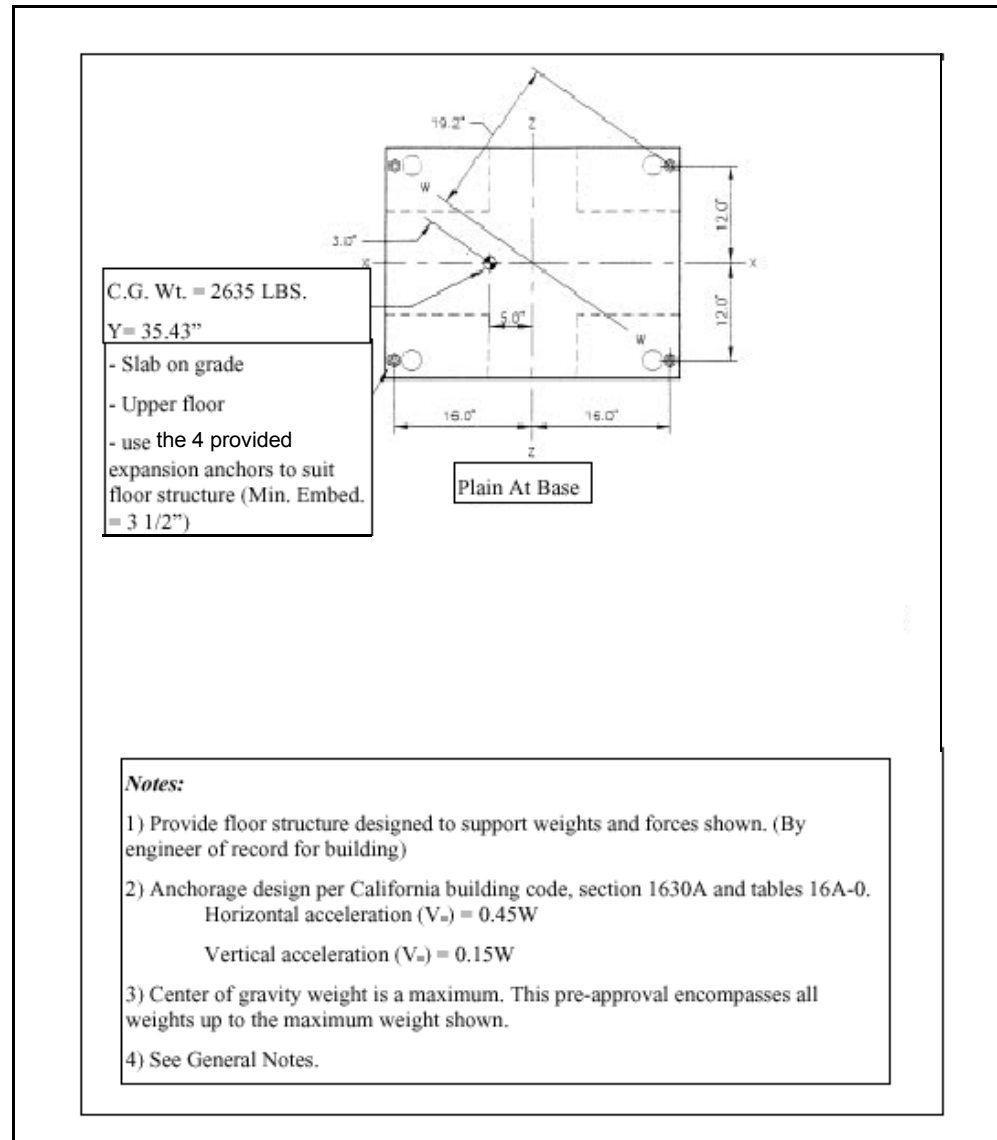 19.2"
Z
W
3.0"
X
X
12.0"
C.G. Wt. = 2635 LBS.
Y= 35.43”
5.0"
12.0"
W
- Slab on grade
- Upper floor
- use the 4 provided
expansion anchors to suit
floor structure (Min. Embed.
= 3 1/2”)
16.0"
16.0"
Z
Plain At Base
Notes:
1) Provide floor structure designed to support weights and forces shown. (By
engineer of record for building)
2) Anchorage design per California building code, section 1630A and tables 16A-0.
Horizontal acceleration (V„) = 0.45W
Vertical acceleration (V„) = 0.15W
3) Center of gravity weight is a maximum. This pre-approval encompasses all
weights up to the maximum weight shown.
4) See General Notes.